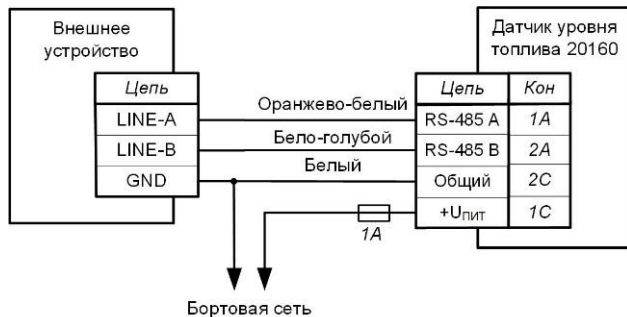 Внешнее
устройство
Датчик уровня
топлива 20160
Цепь
Цепь Кон
Оранжево-белый
LINE-A
RS-485 A 1A
Бело-голубой
LINE-B
RS-485 B 2A
Белый
GND
Общий 2C
+UПИТ 1C
1A
Бортовая сеть